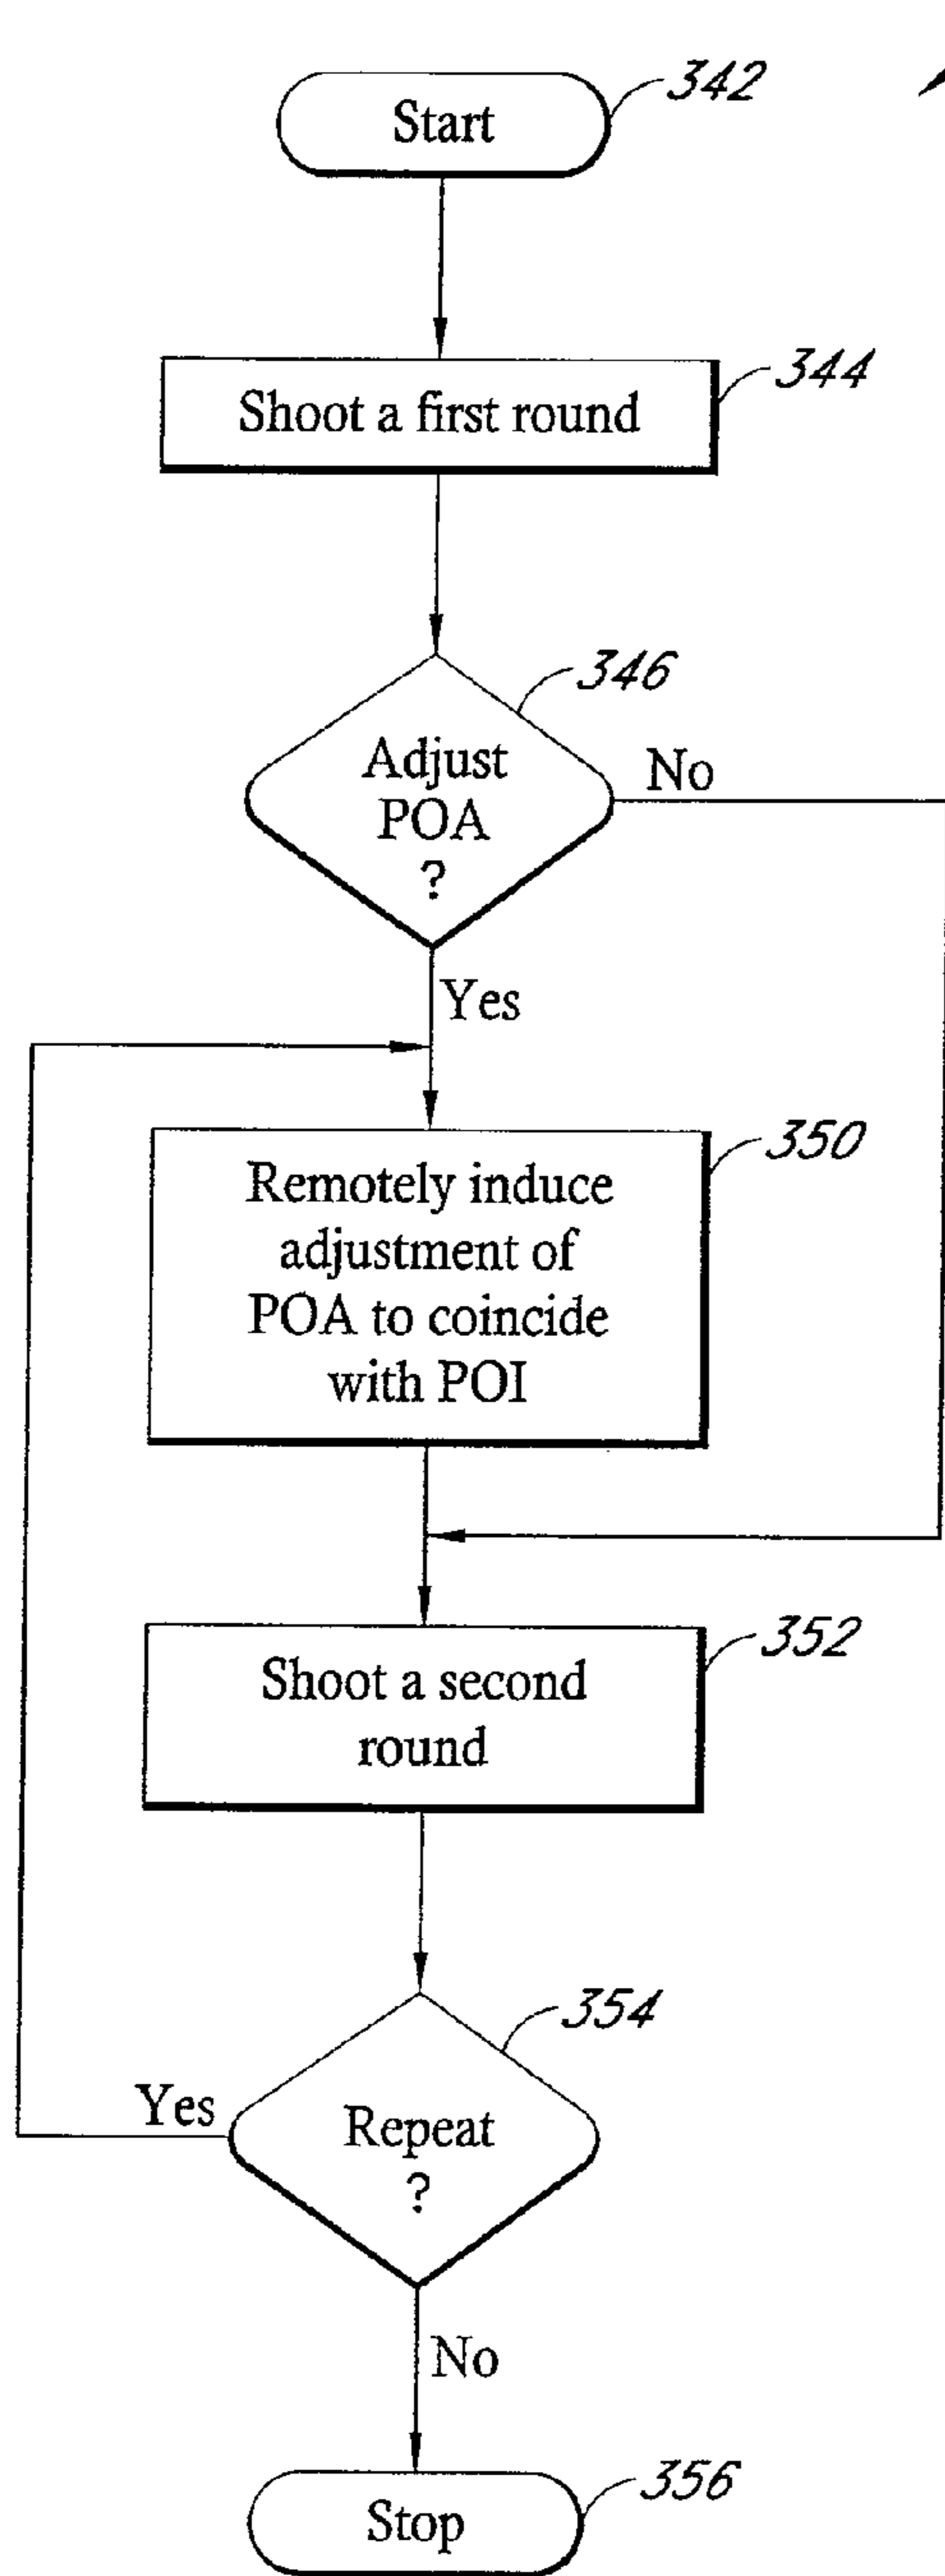 342
Start
344
Shoot a first round
346
Adjust
POA
?
No
Yes
350
Remotely induce
adjustment of
POA to coincide
with POI
352
Shoot a second
round
354
Yes
Repeat
?
No
356
Stop